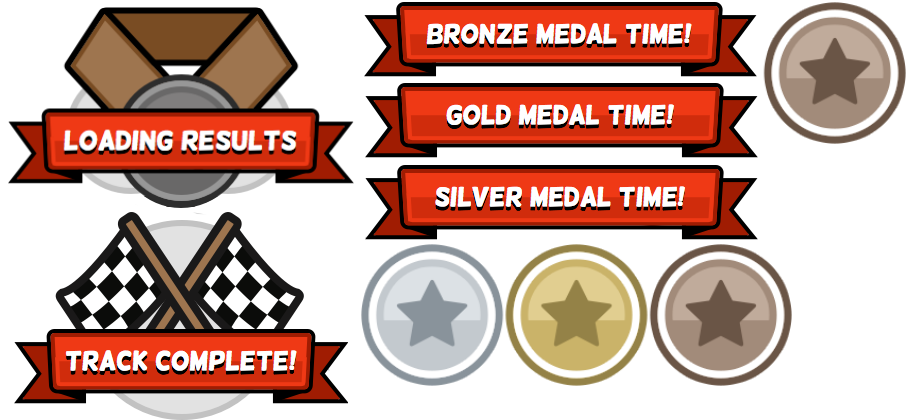 LOADING RESULTS
TRACK COMPLETE!
BRONZE MEDAL TIME!
GOLD MEDAL TIME!
SILVER MEDAL TIME!